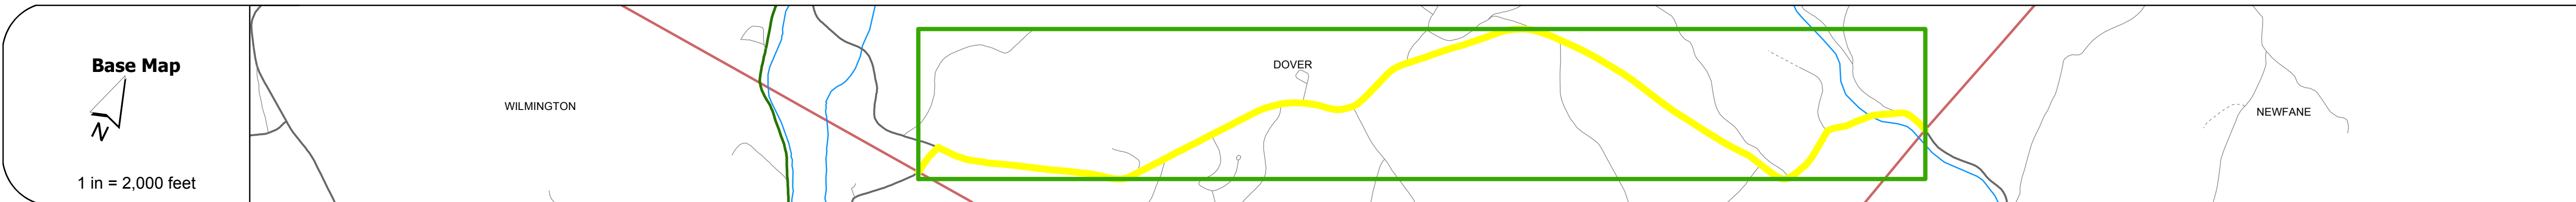 Base Map
N
1 in = 2,000 feet
WILMINGTON
DOVER
NEWFANE